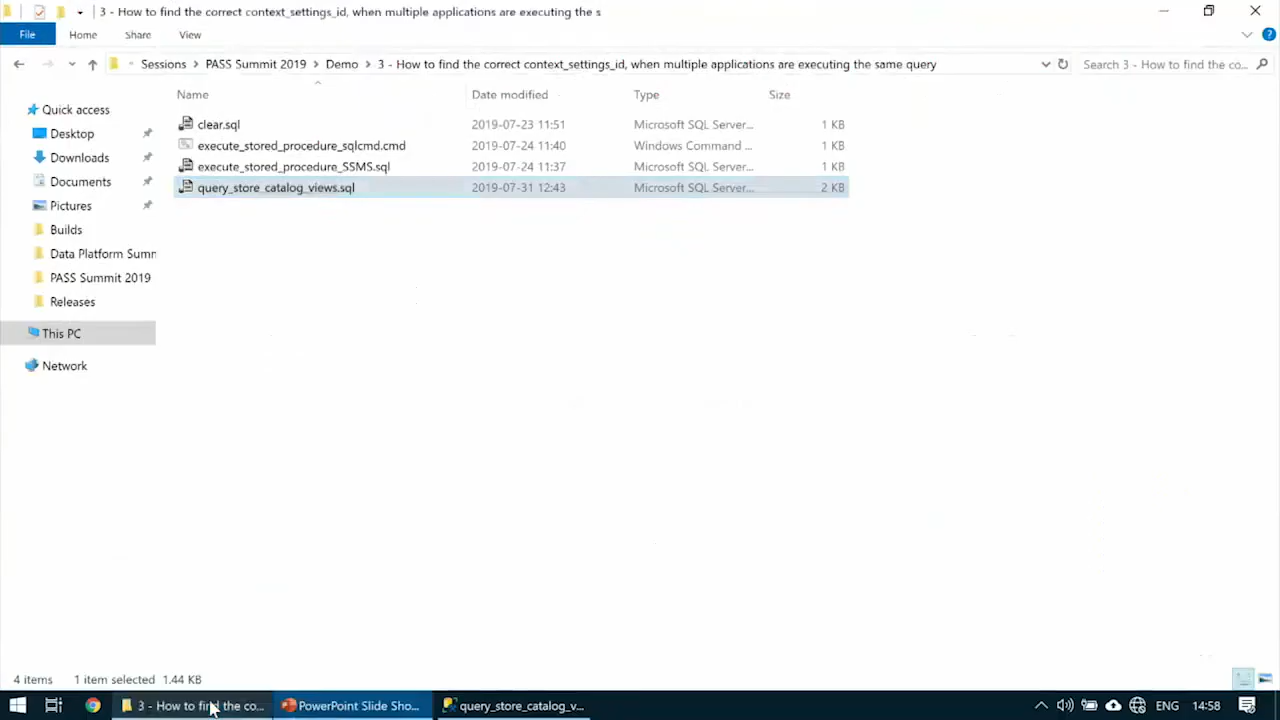 3 - How to find the correct context_settings_id, when multiple applications are executing the s
File Home Share View
Sessions PASS Summit 2019 Demo 3 - How to find the correct context_settings_id, when multiple applications are executing the same query Search 3 - How to find the co...
Name Date modified Type Size
Quick access
Desktop
Downloads
Documents
Pictures
Builds
Data Platform Summ
PASS Summit 2019
Releases
This PC
Network
clear.sql 2019-07-23 11:51 Microsoft SQL Server... 1 KB
execute_stored_procedure_sqlcmd.cmd 2019-07-24 11:40 Windows Command ... 1 KB
execute_stored_procedure_SSMS.sql 2019-07-24 11:37 Microsoft SQL Server... 1 KB
query_store_catalog_views.sql 2019-07-31 12:43 Microsoft SQL Server... 2 KB
4 items 1 item selected 1.44 KB
3 - How to find the co... PowerPoint Slide Sho... query_store_catalog_v... ENG 14:58